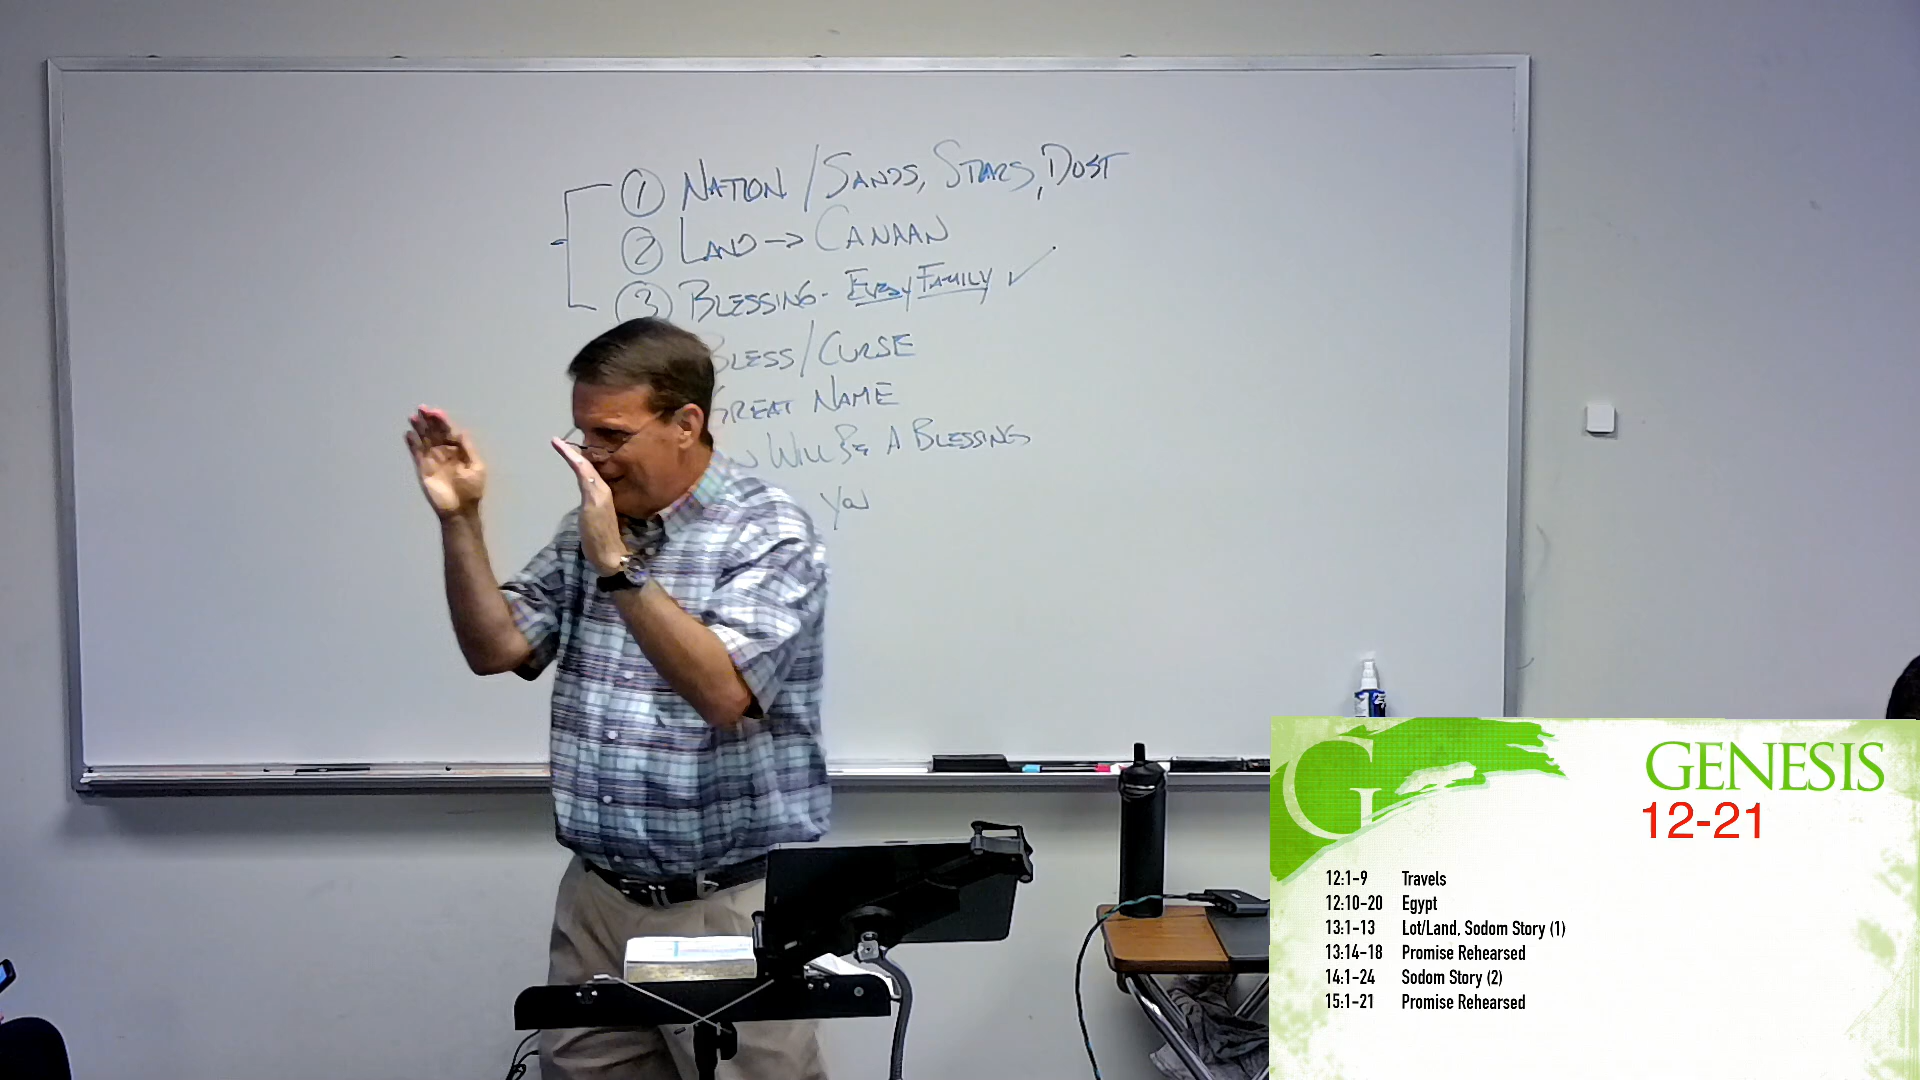 ① NATION / SANDS, STARS, DUST
② LAND → CANAAN
③ BLESSING - EVERY FAMILY ✓
BLESS/CURSE
GREAT NAME
WILL BE A BLESSING
YOU
G
GENESIS
12-21
12:1-9 Travels
12:10-20 Egypt
13:1-13 Lot/Land, Sodom Story (1)
13:14-18 Promise Rehearsed
14:1-24 Sodom Story (2)
15:1-21 Promise Rehearsed